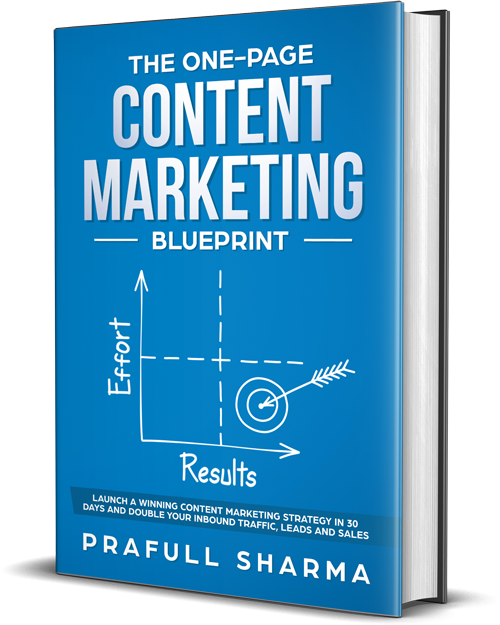 THE ONE-PAGE
CONTENT
MARKETING
BLUEPRINT
Effort
Results
LAUNCH A WINNING CONTENT MARKETING STRATEGY IN 30
DAYS AND DOUBLE YOUR INBOUND TRAFFIC, LEADS AND SALES
PRAFULL SHARMA